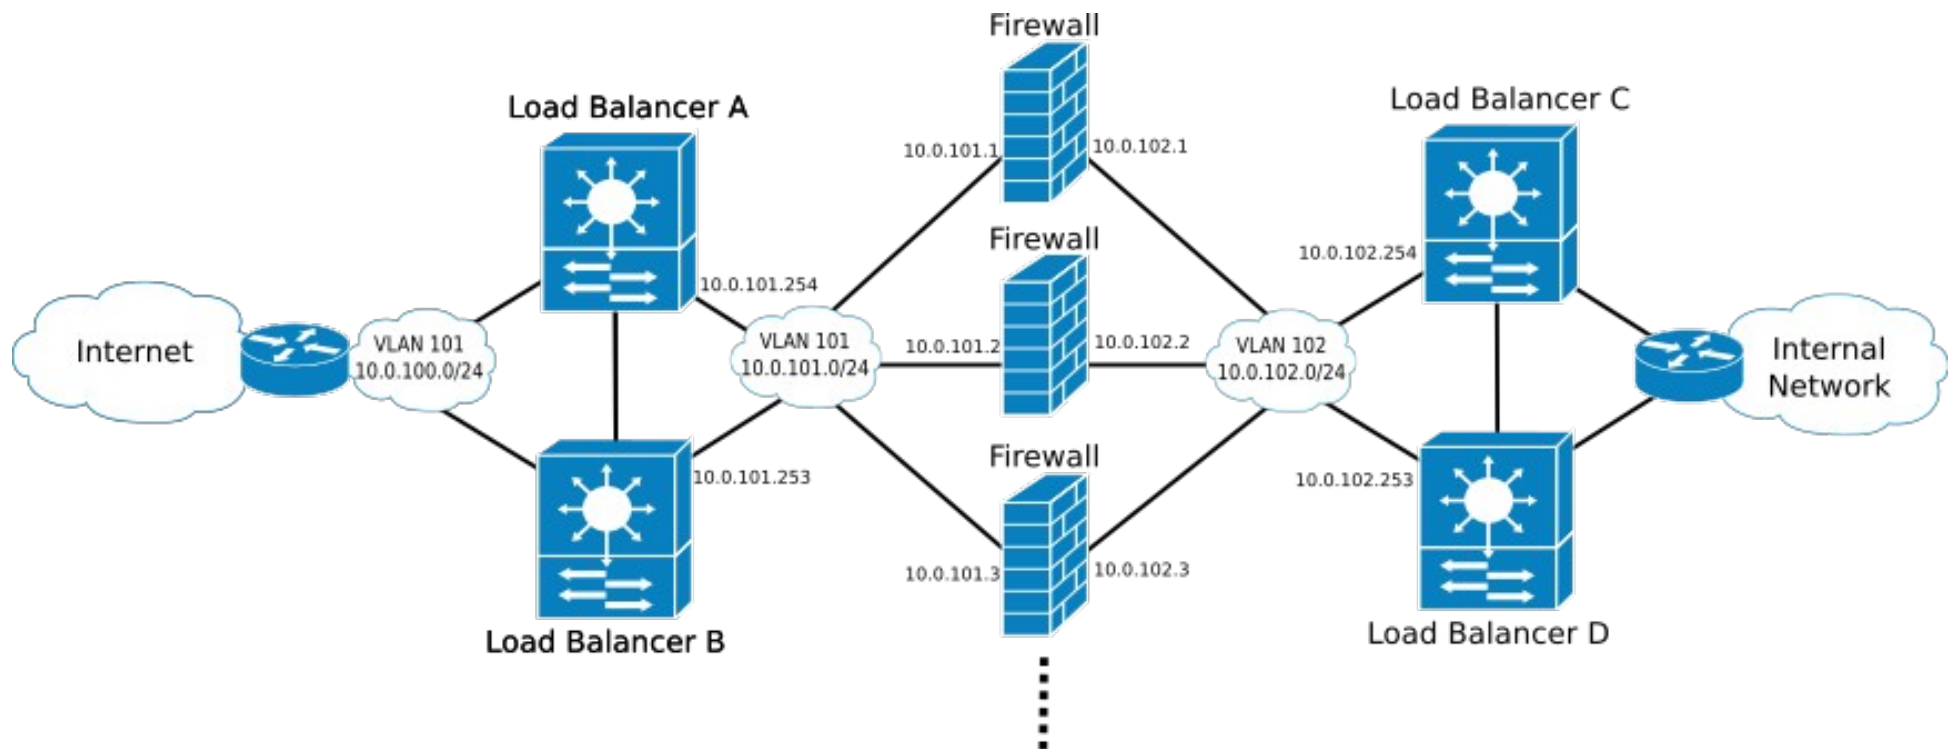 Firewall
Load Balancer A
Load Balancer C
10.0.101.1
10.0.102.1
Firewall
10.0.102.254
10.0.101.254
Internet
VLAN 101
10.0.100.0/24
VLAN 101
10.0.101.0/24
10.0.101.2
10.0.102.2
VLAN 102
10.0.102.0/24
Internal
Network
Firewall
10.0.101.253
10.0.102.253
10.0.101.3
10.0.102.3
Load Balancer B
Load Balancer D